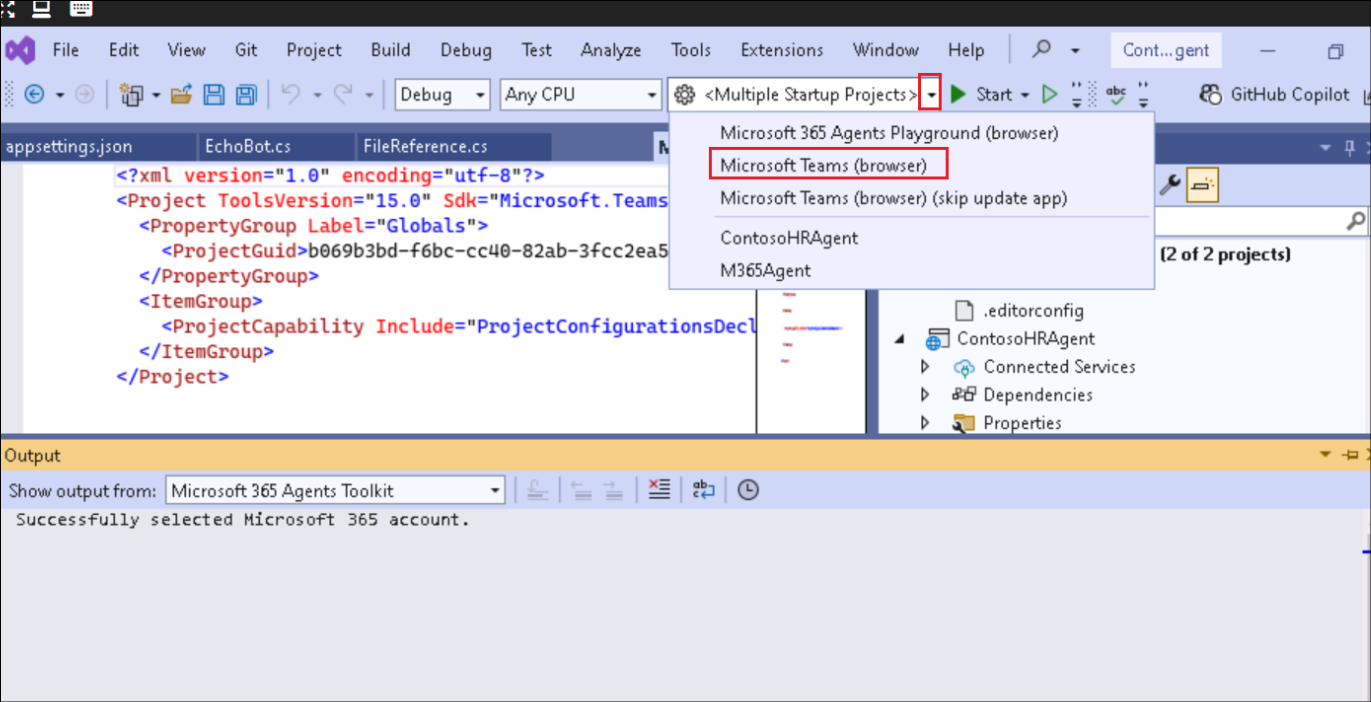 File Edit View Git Project Build Debug Test Analyze Tools Extensions Window Help Cont...gent
Debug Any CPU <Multiple Startup Projects> Start abc GitHub Copilot
Microsoft 365 Agents Playground (browser)
Microsoft Teams (browser)
Microsoft Teams (browser) (skip update app)
ContosoHRAgent
M365Agent
appsettings.json EchoBot.cs FileReference.cs
<?xml version="1.0" encoding="utf-8"?>
<Project ToolsVersion="15.0" Sdk="Microsoft.Teams
<PropertyGroup Label="Globals">
<ProjectGuid>b069b3bd-f6bc-cc40-82ab-3fcc2ea5
</PropertyGroup>
<ItemGroup>
<ProjectCapability Include="ProjectConfigurationsDecl
</ItemGroup>
</Project>
(2 of 2 projects)
.editorconfig
ContosoHRAgent
Connected Services
Dependencies
Properties
Output
Show output from: Microsoft 365 Agents Toolkit
Successfully selected Microsoft 365 account.